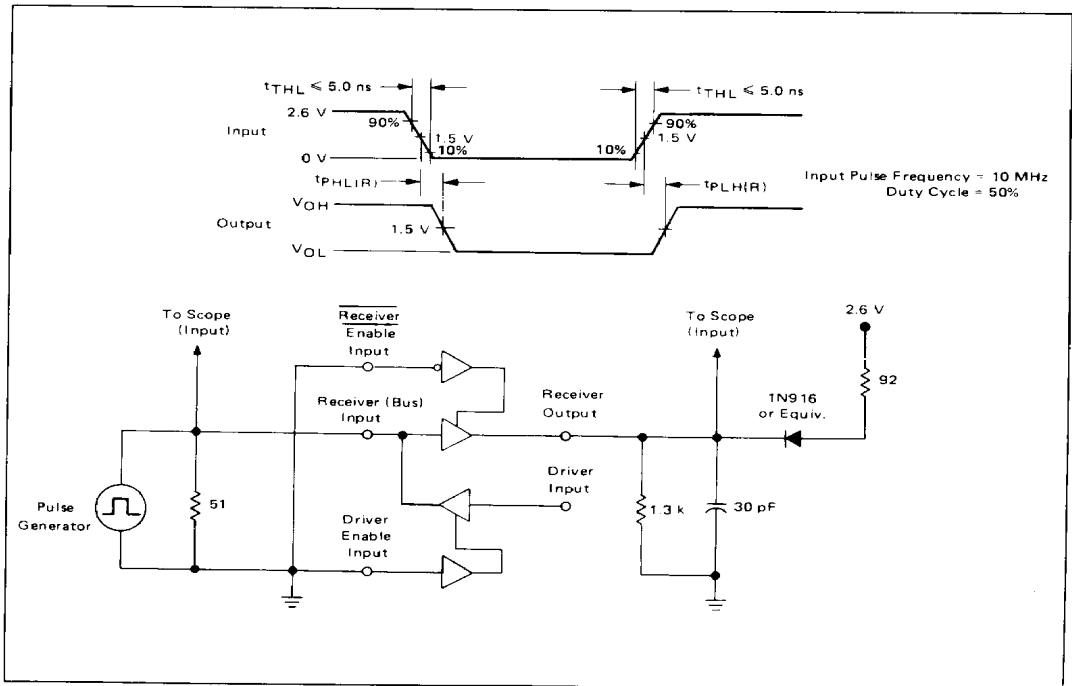 tTHL ≤ 5.0 ns
tTHL ≤ 5.0 ns
2.6 V
90%
90%
Input
1.5 V
1.5 V
10%
10%
0 V
tPHL(R)
tPLH(R)
Input Pulse Frequency = 10 MHz
Duty Cycle = 50%
VOH
Output
1.5 V
VOL
To Scope
(Input)
Receiver
Enable
Input
To Scope
(Input)
2.6 V
92
Receiver (Bus)
Input
Receiver
Output
1N916
or Equiv.
Pulse
Generator
51
Driver
Input
Driver
Enable
Input
1.3 k
30 pF